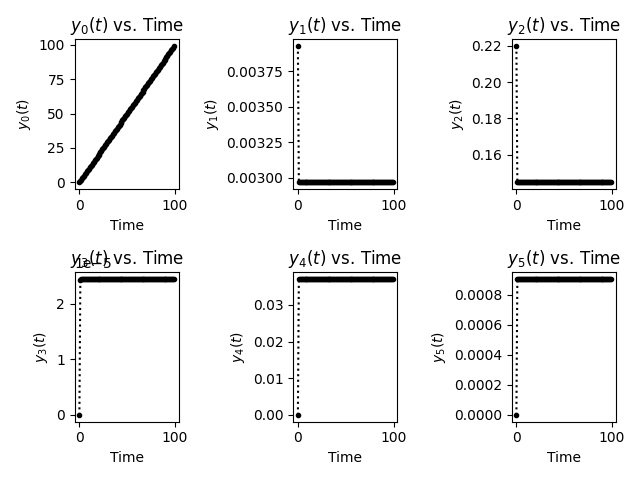 y₀(t) vs. Time
y₁(t) vs. Time
y₂(t) vs. Time
y₀(t)
100
75
50
25
0
0
100
Time
y₁(t)
0.00375
0.00350
0.00325
0.00300
0
100
Time
y₂(t)
0.22
0.20
0.18
0.16
0
100
Time
y₃(t) vs. Time
y₄(t) vs. Time
y₅(t) vs. Time
1e−5
y₃(t)
2
1
0
0
100
Time
y₄(t)
0.03
0.02
0.01
0.00
0
100
Time
y₅(t)
0.0008
0.0006
0.0004
0.0002
0.0000
0
100
Time